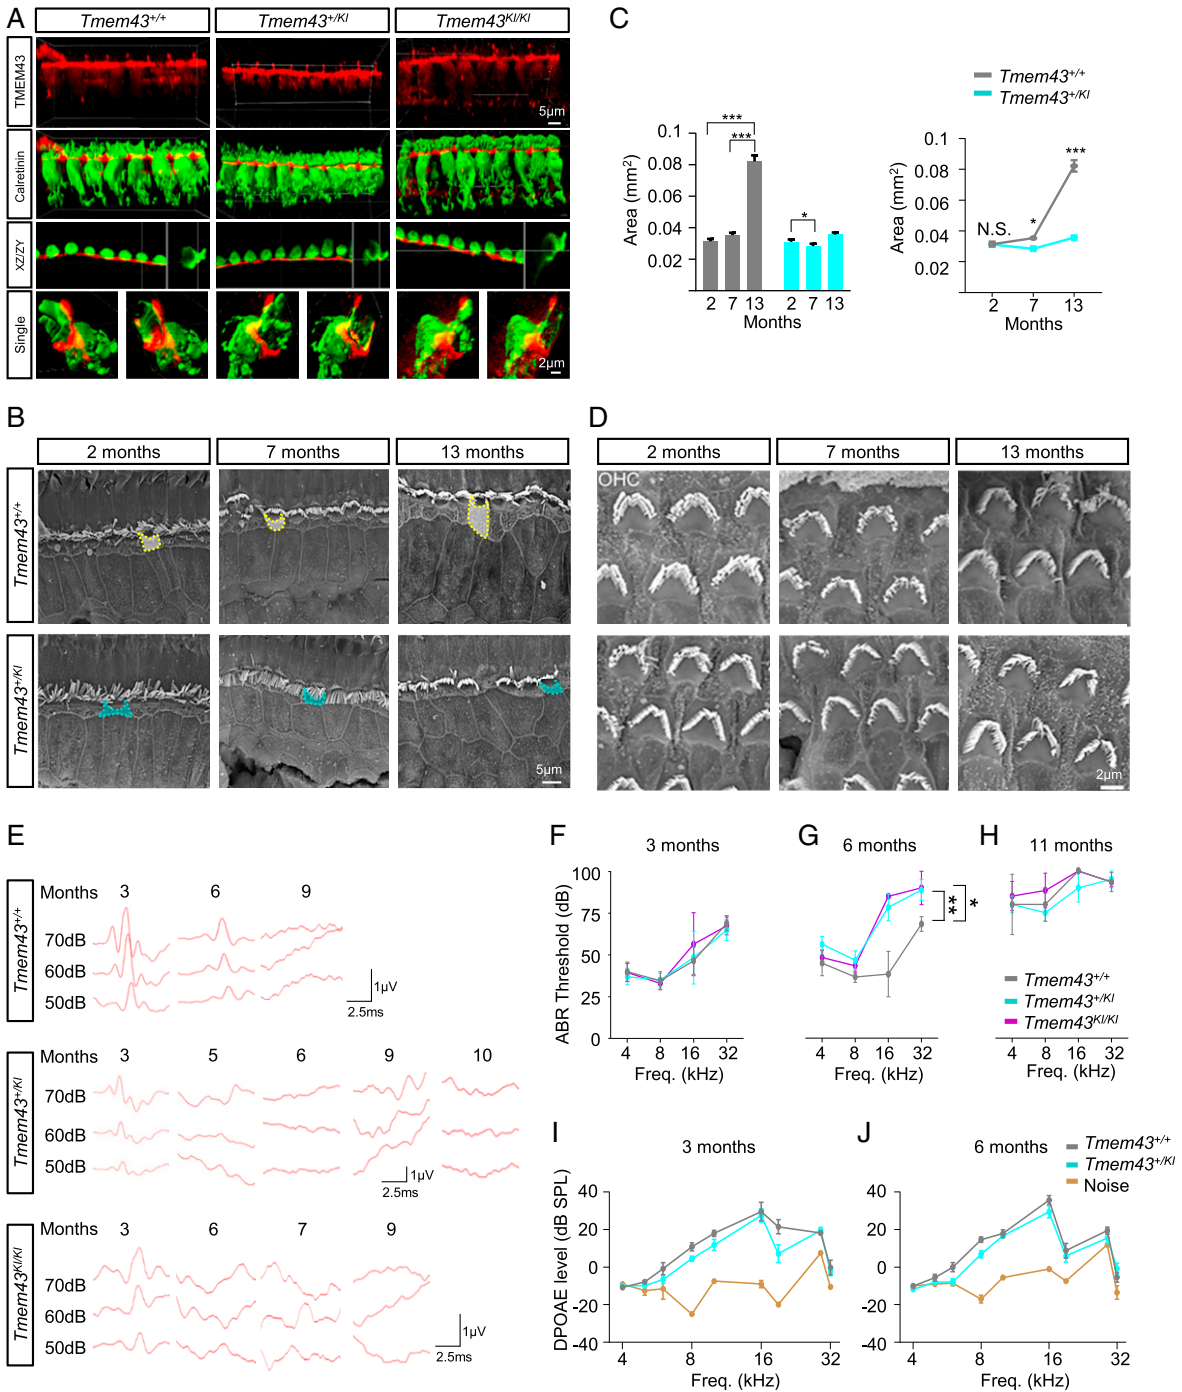 A
Tmem43+/+
Tmem43+/KI
Tmem43KI/KI
TMEM43
5μm
Calretinin
XZ/ZY
Single
2μm
B
2 months
7 months
13 months
Tmem43+/+
Tmem43+/KI
5μm
C
Tmem43+/+
Tmem43+/KI
Area (mm²)
0.1
0.08
0.06
0.04
0.02
***
***
*
2 7 13 2 7 13
Months
Area (mm²)
0.1
0.08
0.06
0.04
0.02
N.S.
*
***
2 7 13
Months
D
2 months
7 months
13 months
OHC
2μm
E
Tmem43+/+
Months 3 6 9
70dB
60dB
50dB
1μV
2.5ms
Tmem43+/KI
Months 3 5 6 9 10
70dB
60dB
50dB
1μV
2.5ms
Tmem43KI/KI
Months 3 6 7 9
70dB
60dB
50dB
1μV
2.5ms
F
3 months
ABR Threshold (dB)
100
75
50
25
0
4 8 16 32
Freq. (kHz)
G
6 months
**
*
4 8 16 32
Freq. (kHz)
H
11 months
Tmem43+/+
Tmem43+/KI
Tmem43KI/KI
4 8 16 32
Freq. (kHz)
I
3 months
DPOAE level (dB SPL)
40
20
0
-20
-40
4 8 16 32
Freq. (kHz)
J
6 months
Tmem43+/+
Tmem43+/KI
Noise
40
20
0
-20
-40
4 8 16 32
Freq. (kHz)